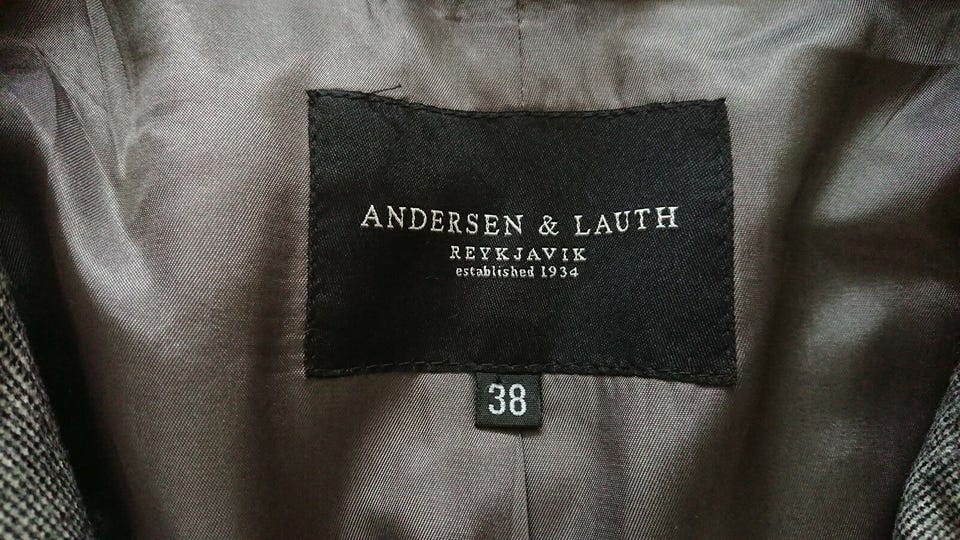 ANDERSEN & LAUTH
REYKJAVIK
established 1934
38